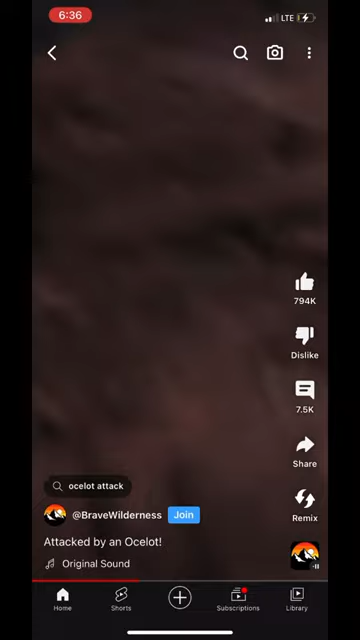 6:36
LTE
794K
Dislike
7.5K
Share
ocelot attack
@BraveWilderness Join
Remix
Attacked by an Ocelot!
Original Sound
Home Shorts Subscriptions Library